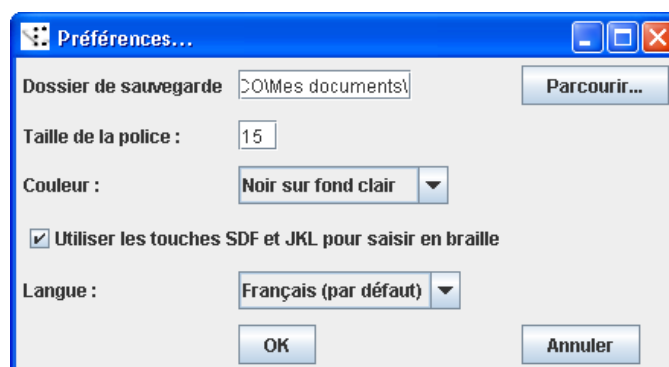 Préférences...
Dossier de sauvegarde :O\Mes documents\ Parcourir...
Taille de la police : 15
Couleur : Noir sur fond clair
Utiliser les touches SDF et JKL pour saisir en braille
Langue : Français (par défaut)
OK Annuler